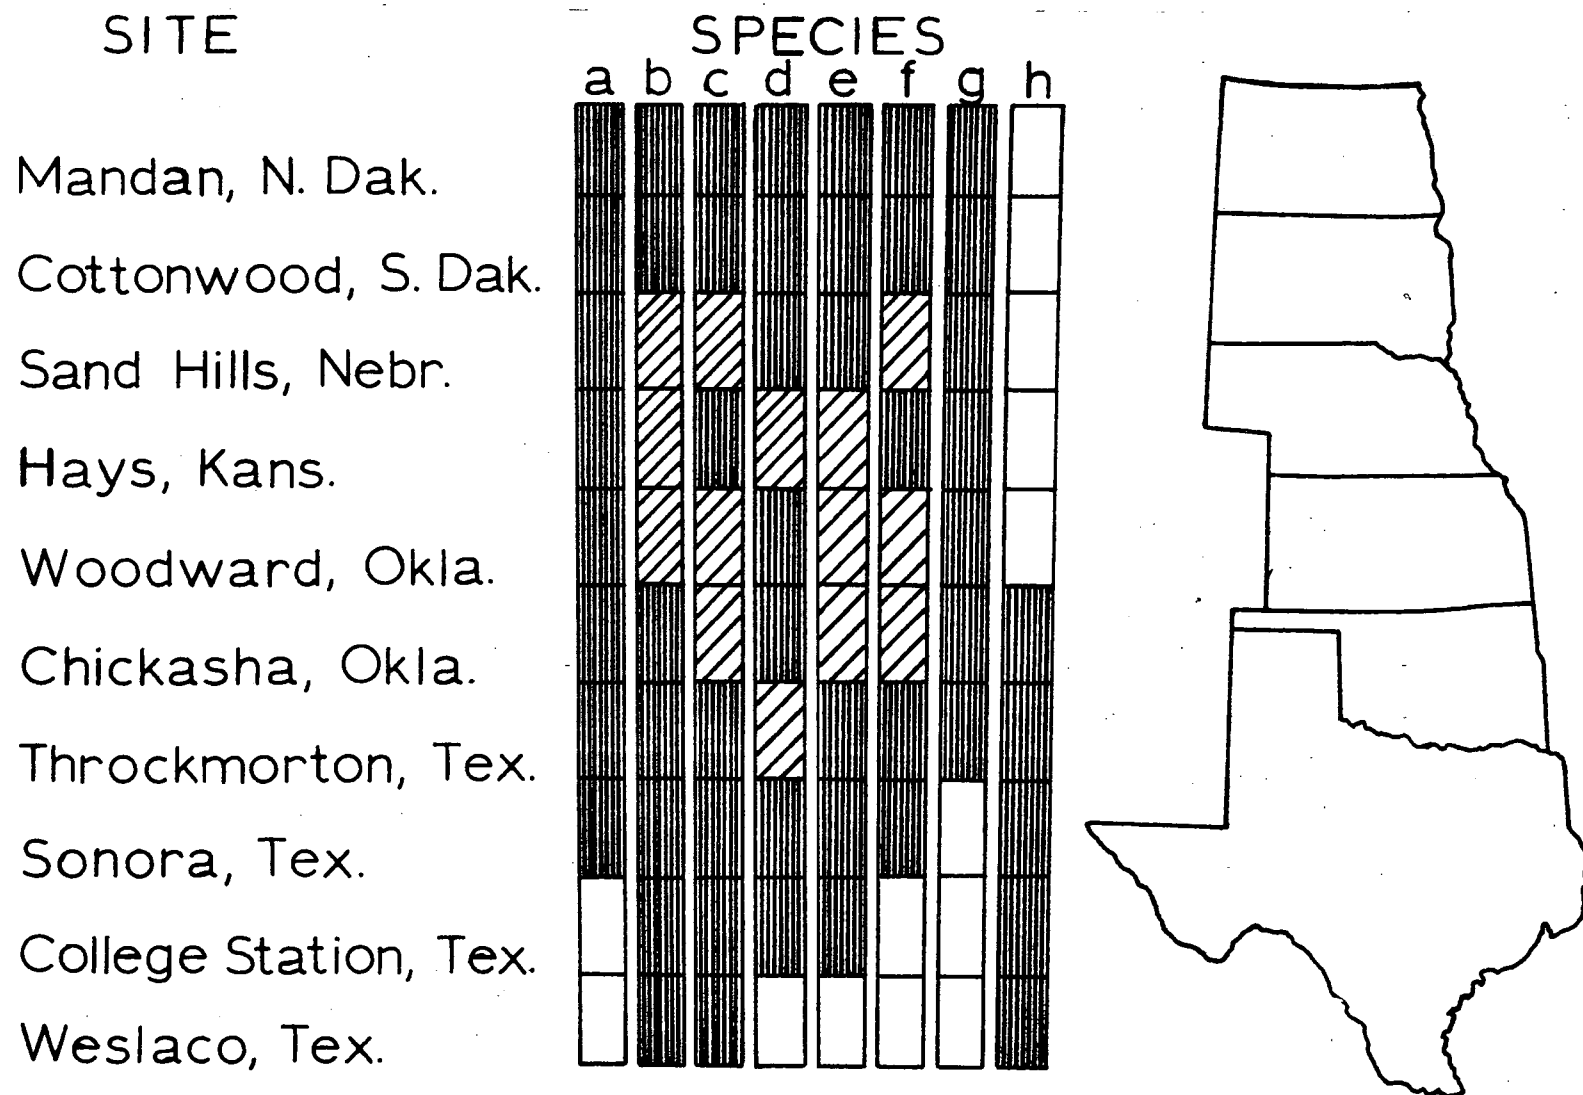 SITE SPECIES
a b c d e f g h
Mandan, N. Dak.
Cottonwood, S. Dak.
Sand Hills, Nebr.
Hays, Kans.
Woodward, Okla.
Chickasha, Okla.
Throckmorton, Tex.
Sonora, Tex.
College Station, Tex.
Weslaco, Tex.